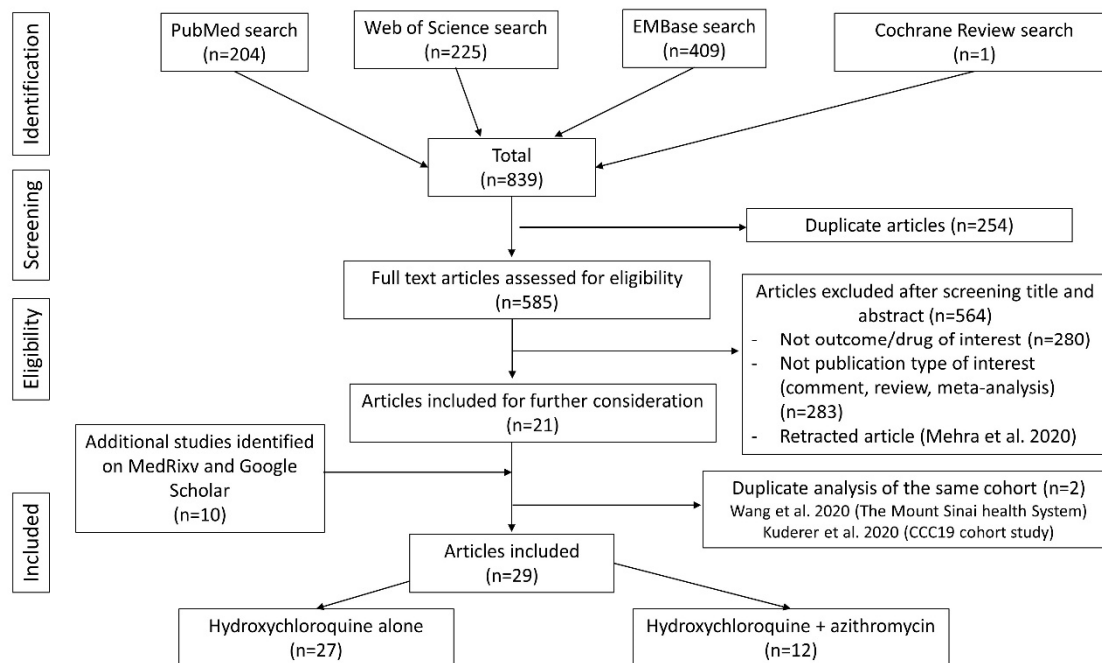 Identification
PubMed search
(n=204)
Web of Science search
(n=225)
EMBase search
(n=409)
Cochrane Review search
(n=1)
Total
(n=839)
Screening
Duplicate articles (n=254)
Full text articles assessed for eligibility
(n=585)
Eligibility
Articles excluded after screening title and
abstract (n=564)
- Not outcome/drug of interest (n=280)
- Not publication type of interest
(comment, review, meta-analysis)
(n=283)
- Retracted article (Mehra et al. 2020)
Articles included for further consideration
(n=21)
Additional studies identified
on MedRixv and Google
Scholar
(n=10)
Duplicate analysis of the same cohort (n=2)
Wang et al. 2020 (The Mount Sinai health System)
Kuderer et al. 2020 (CCC19 cohort study)
Included
Articles included
(n=29)
Hydroxychloroquine alone
(n=27)
Hydroxychloroquine + azithromycin
(n=12)